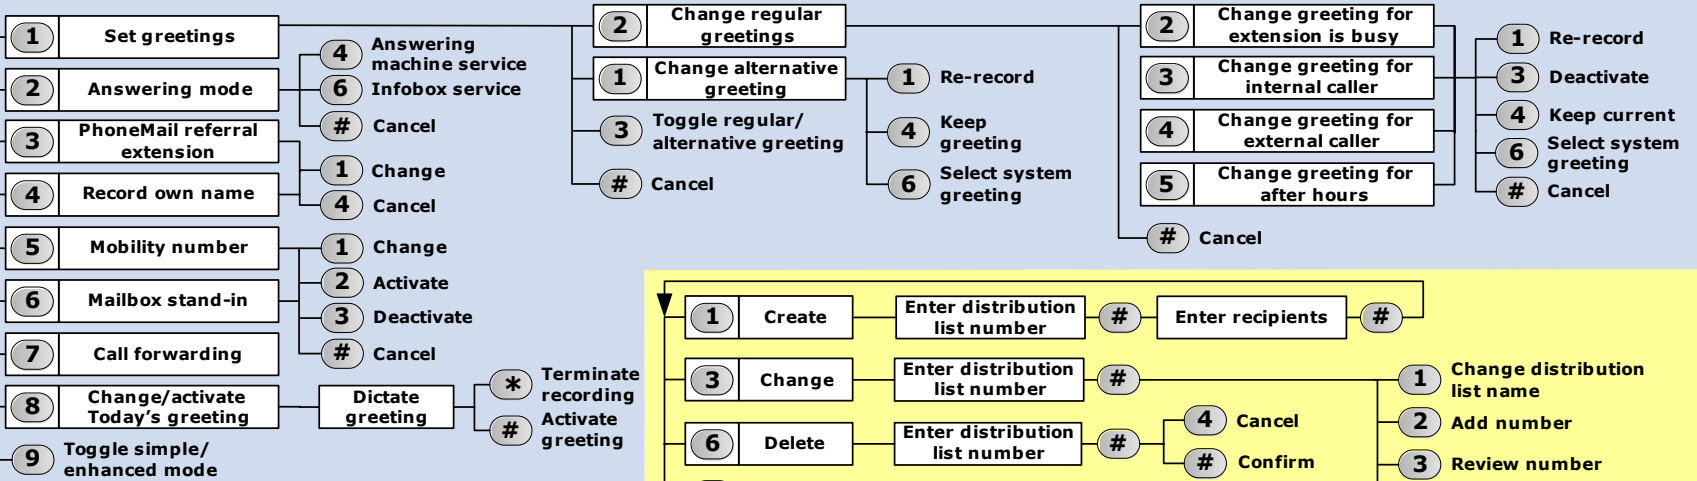 1 Set greetings
2 Answering mode
4 Answering
machine service
6 Infobox service
# Cancel
3 PhoneMail referral
extension
4 Record own name
1 Change
4 Cancel
5 Mobility number
6 Mailbox stand-in
1 Change
2 Activate
3 Deactivate
# Cancel
7 Call forwarding
8 Change/activate
Today's greeting
Dictate
greeting
* Terminate
recording
# Activate
greeting
9 Toggle simple/
enhanced mode
2 Change regular
greetings
1 Change alternative
greeting
3 Toggle regular/
alternative greeting
# Cancel
1 Re-record
4 Keep
greeting
6 Select system
greeting
2 Change greeting for
extension is busy
3 Change greeting for
internal caller
4 Change greeting for
external caller
5 Change greeting for
after hours
# Cancel
1 Re-record
3 Deactivate
4 Keep current
6 Select system
greeting
# Cancel
1 Create
Enter distribution
list number
#
Enter recipients
#
3 Change
Enter distribution
list number
#
1 Change distribution
list name
2 Add number
3 Review number
6 Delete
Enter distribution
list number
#
4 Cancel
# Confirm